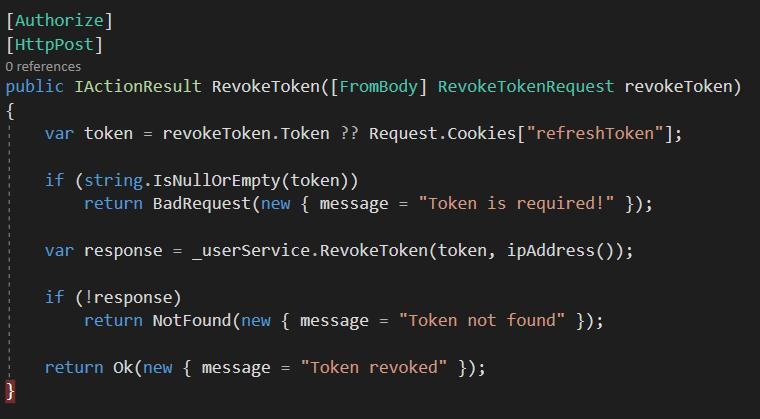 [Authorize]
[HttpPost]
0 references
public IActionResult RevokeToken([FromBody] RevokeTokenRequest revokeToken)
{
    var token = revokeToken.Token ?? Request.Cookies["refreshToken"];
    if (string.IsNullOrEmpty(token))
        return BadRequest(new { message = "Token is required!" });
    var response = _userService.RevokeToken(token, ipAddress());
    if (!response)
        return NotFound(new { message = "Token not found" });
    return Ok(new { message = "Token revoked" });
}